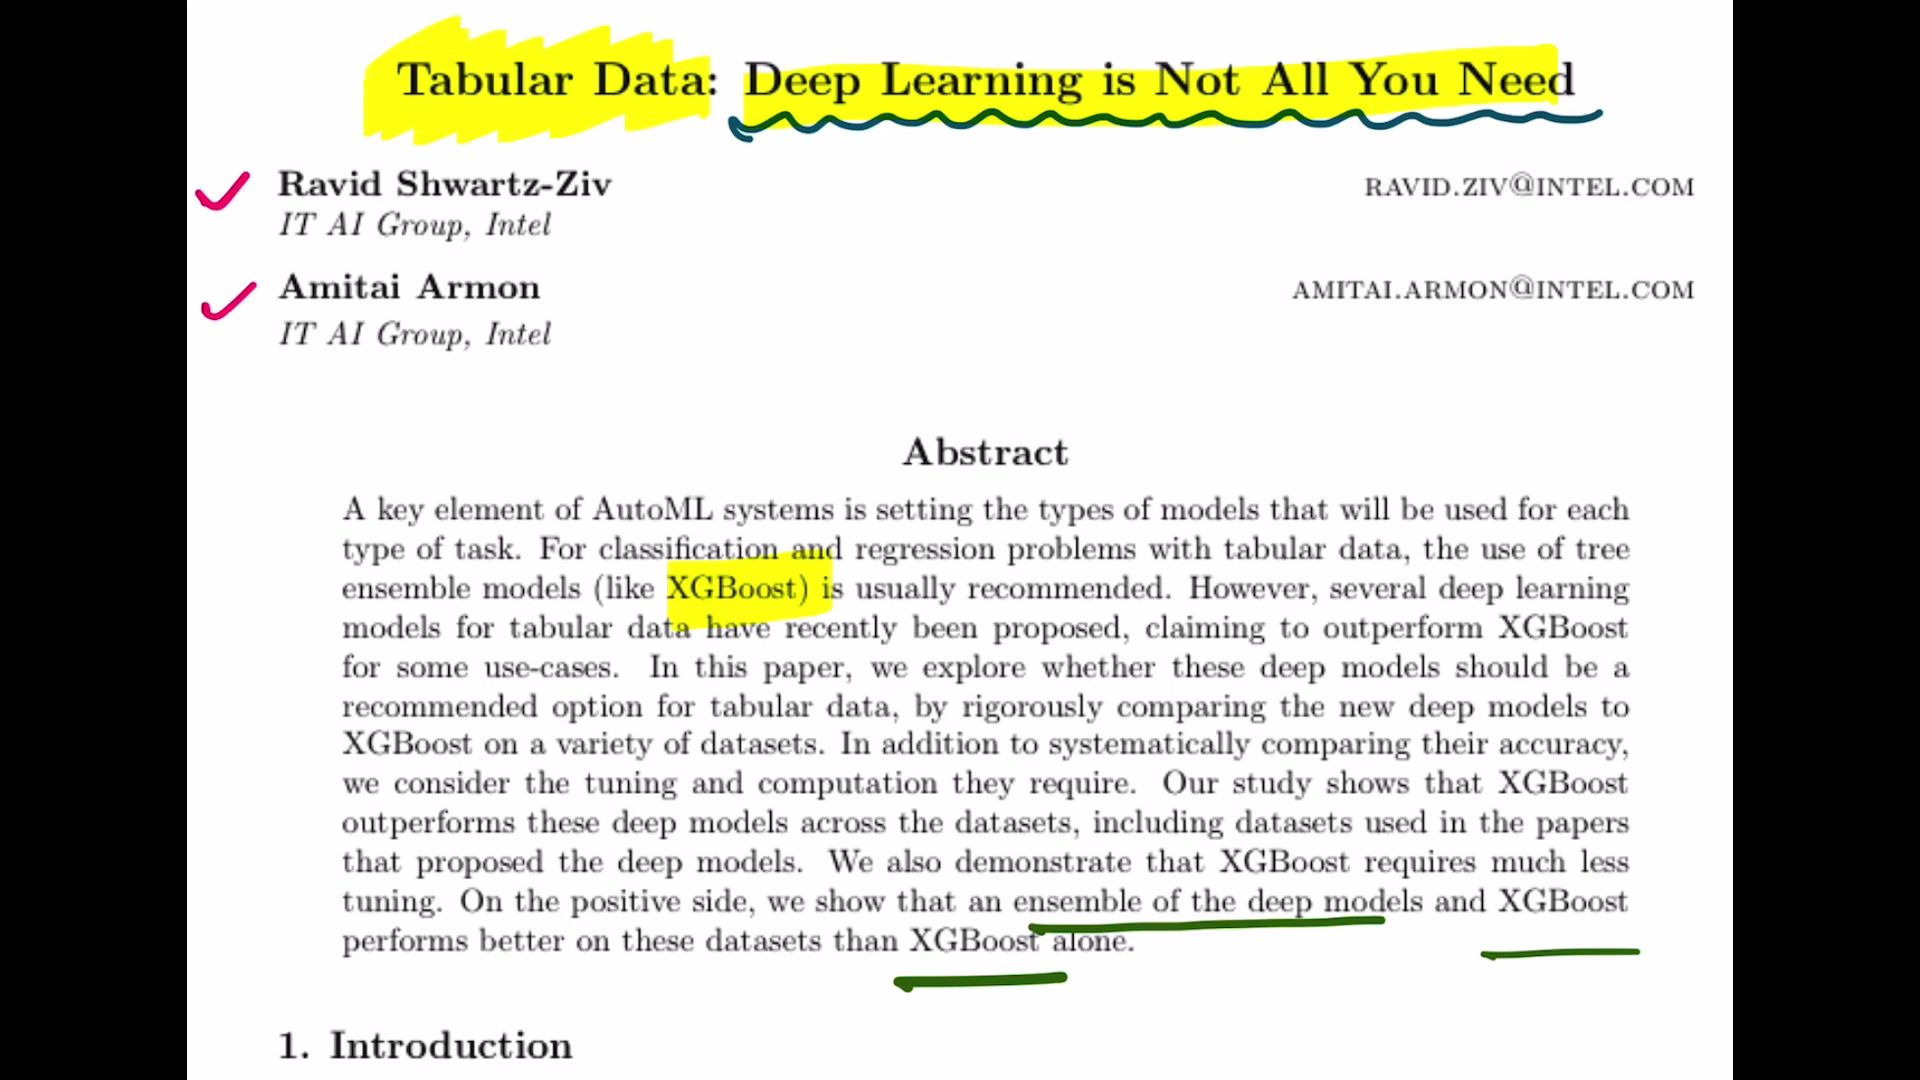 Tabular Data: Deep Learning is Not All You Need
Ravid Shwartz-Ziv RAVID.ZIV@INTEL.COM
IT AI Group, Intel
Amitai Armon AMITAI.ARMON@INTEL.COM
IT AI Group, Intel
Abstract
A key element of AutoML systems is setting the types of models that will be used for each
type of task. For classification and regression problems with tabular data, the use of tree
ensemble models (like XGBoost) is usually recommended. However, several deep learning
models for tabular data have recently been proposed, claiming to outperform XGBoost
for some use-cases. In this paper, we explore whether these deep models should be a
recommended option for tabular data, by rigorously comparing the new deep models to
XGBoost on a variety of datasets. In addition to systematically comparing their accuracy,
we consider the tuning and computation they require. Our study shows that XGBoost
outperforms these deep models across the datasets, including datasets used in the papers
that proposed the deep models. We also demonstrate that XGBoost requires much less
tuning. On the positive side, we show that an ensemble of the deep models and XGBoost
performs better on these datasets than XGBoost alone.
1. Introduction